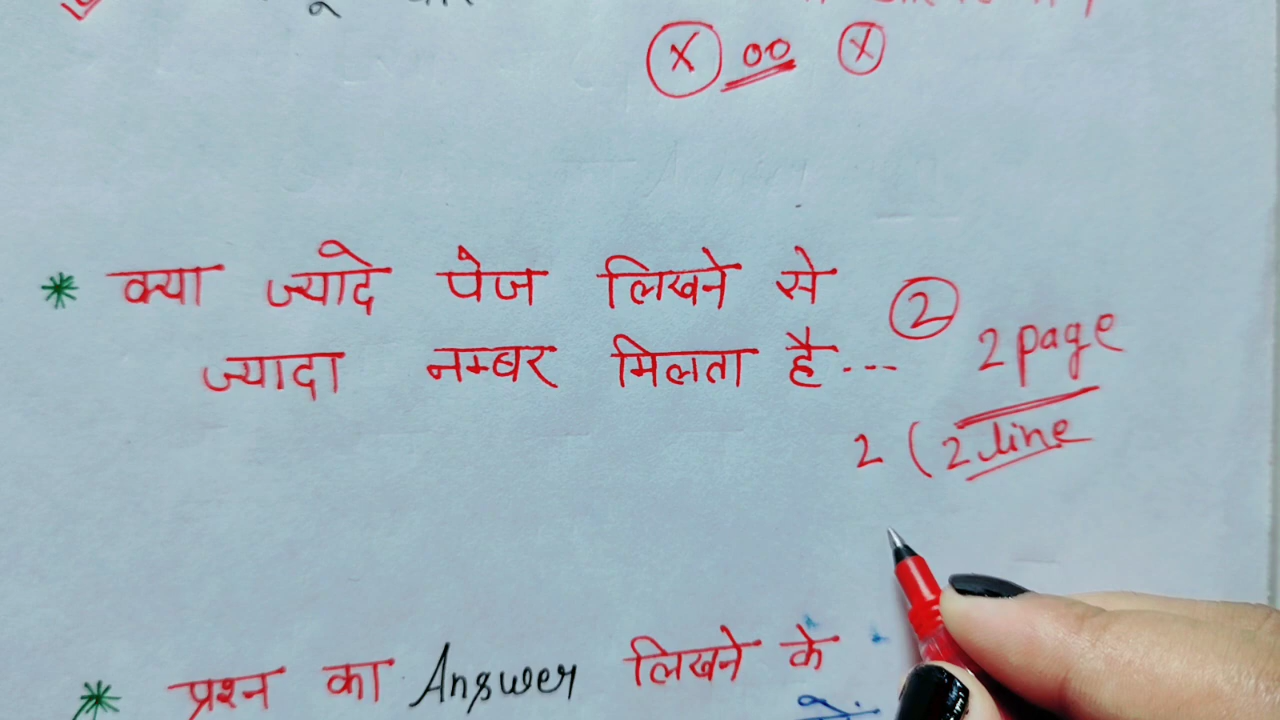 (X) 00 (X)
* क्या ज्यादे पेज लिखने से
ज्यादा नम्बर मिलता है...
2
2 page
2 ( 2 line
* प्रश्न का Answer लिखने के